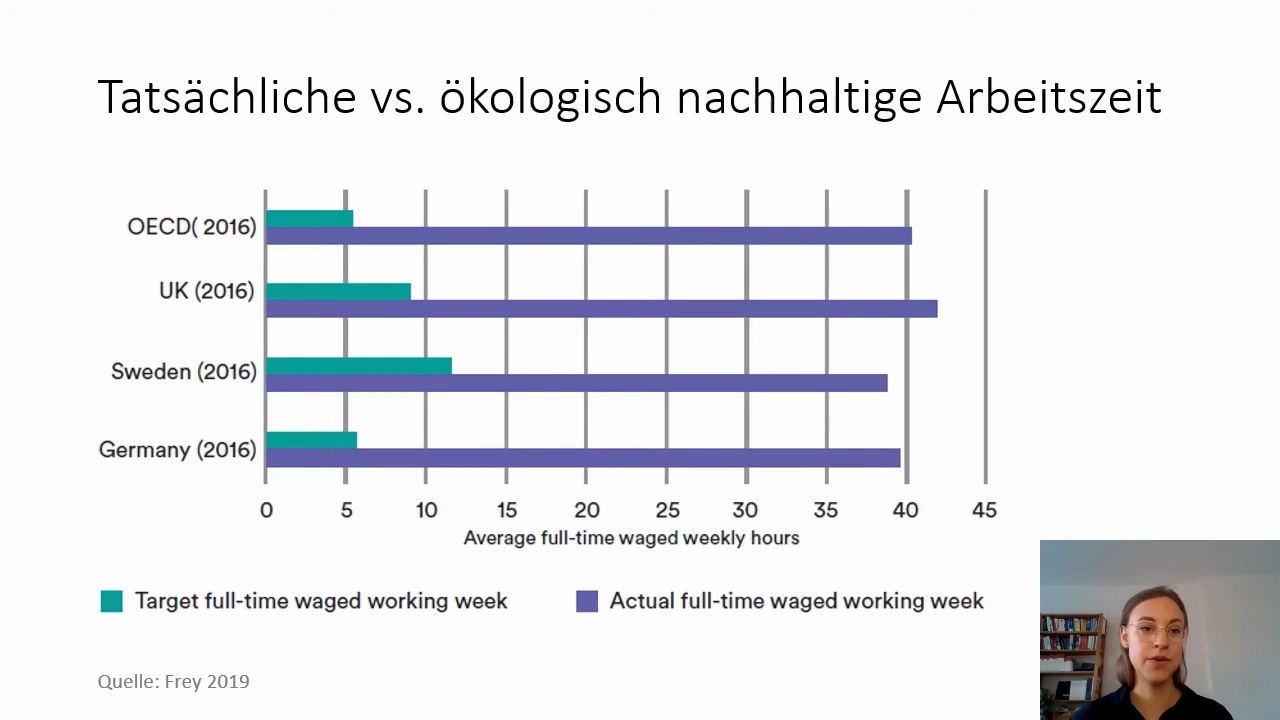 Tatsächliche vs. ökologisch nachhaltige Arbeitszeit
OECD( 2016)
UK (2016)
Sweden (2016)
Germany (2016)
0 5 10 15 20 25 30 35 40 45
Average full-time waged weekly hours
Target full-time waged working week
Actual full-time waged working week
Quelle: Frey 2019